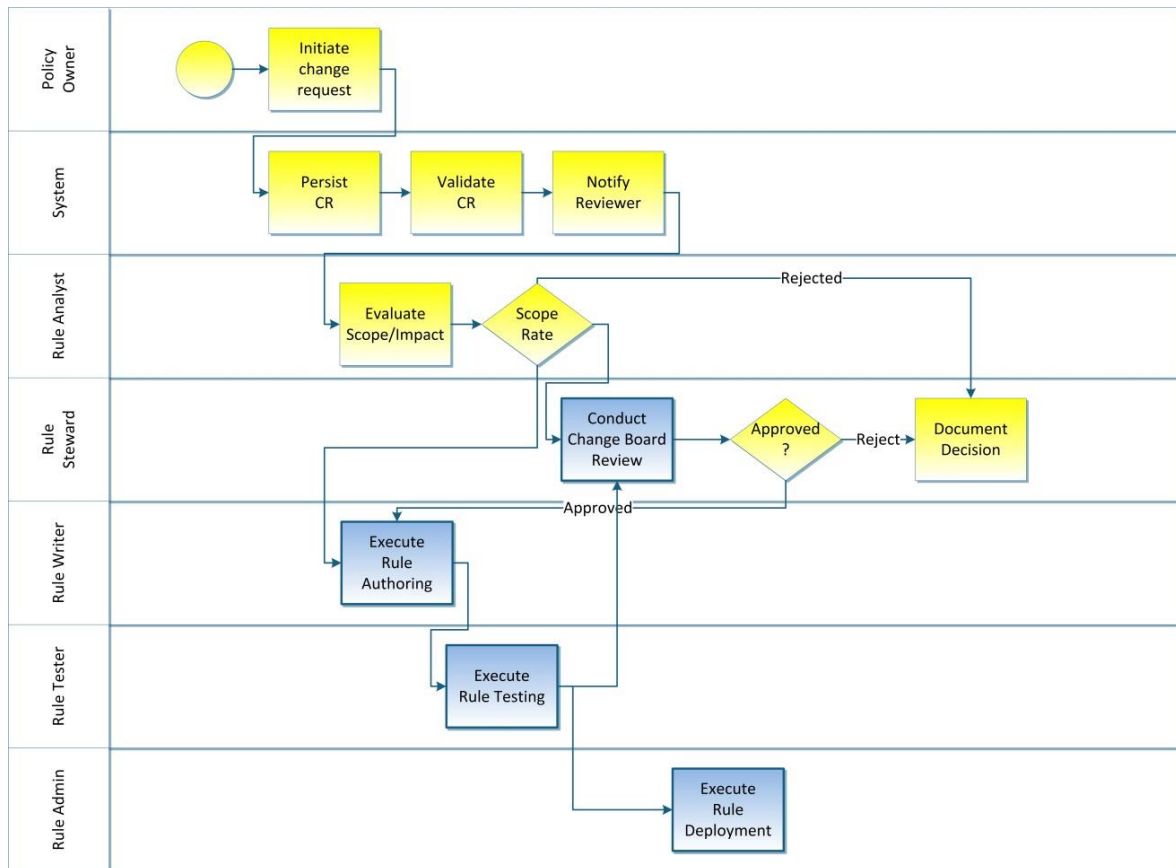 Policy
Owner
Initiate
change
request
System
Persist
CR
Validate
CR
Notify
Reviewer
Rule Analyst
Evaluate
Scope/Impact
Scope
Rate
Rejected
Rule
Steward
Conduct
Change Board
Review
Approved
?
Reject
Document
Decision
Approved
Rule Writer
Execute
Rule
Authoring
Rule Tester
Execute
Rule Testing
Rule Admin
Execute
Rule
Deployment